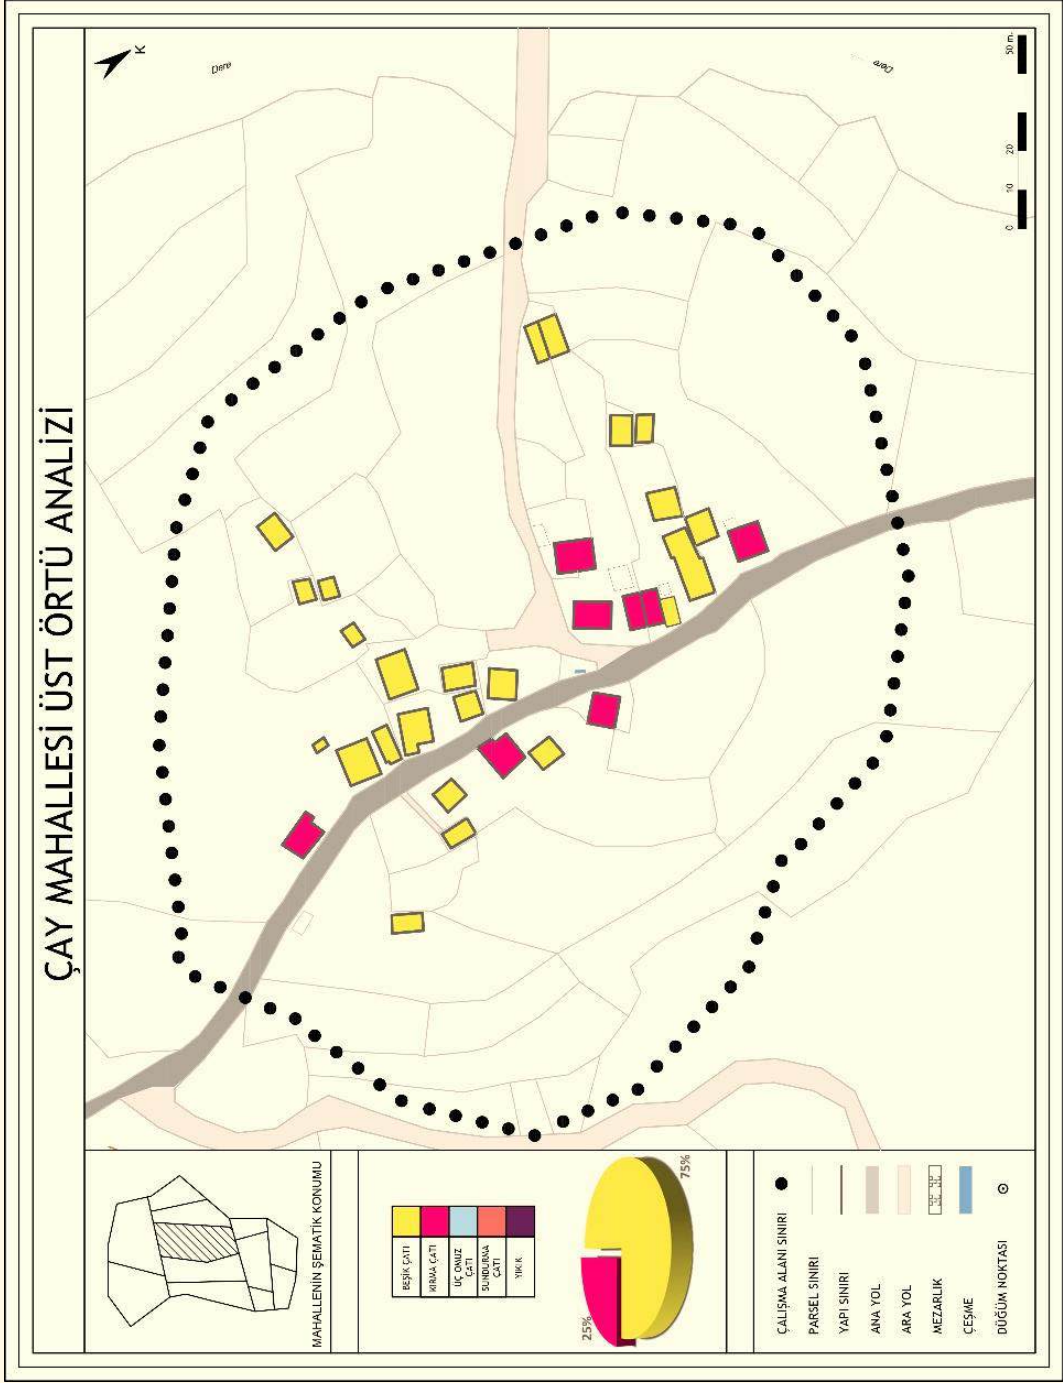 ÇAY MAHALLESİ ÜST ÖRTÜ ANALİZİ
K
Dere
Dere
0 10 20 50 m.
MAHALLENİN ŞEMATİK KONUMU
BEŞİK ÇATI
KIRMA ÇATI
ÜÇ OMUZ
ÇATI
SUNDURMA
ÇATI
YIKIK
25%
75%
ÇALIŞMA ALANI SINIRI
PARSEL SINIRI
YAPI SINIRI
ANA YOL
ARA YOL
MEZARLIK
ÇEŞME
DÜĞÜM NOKTASI